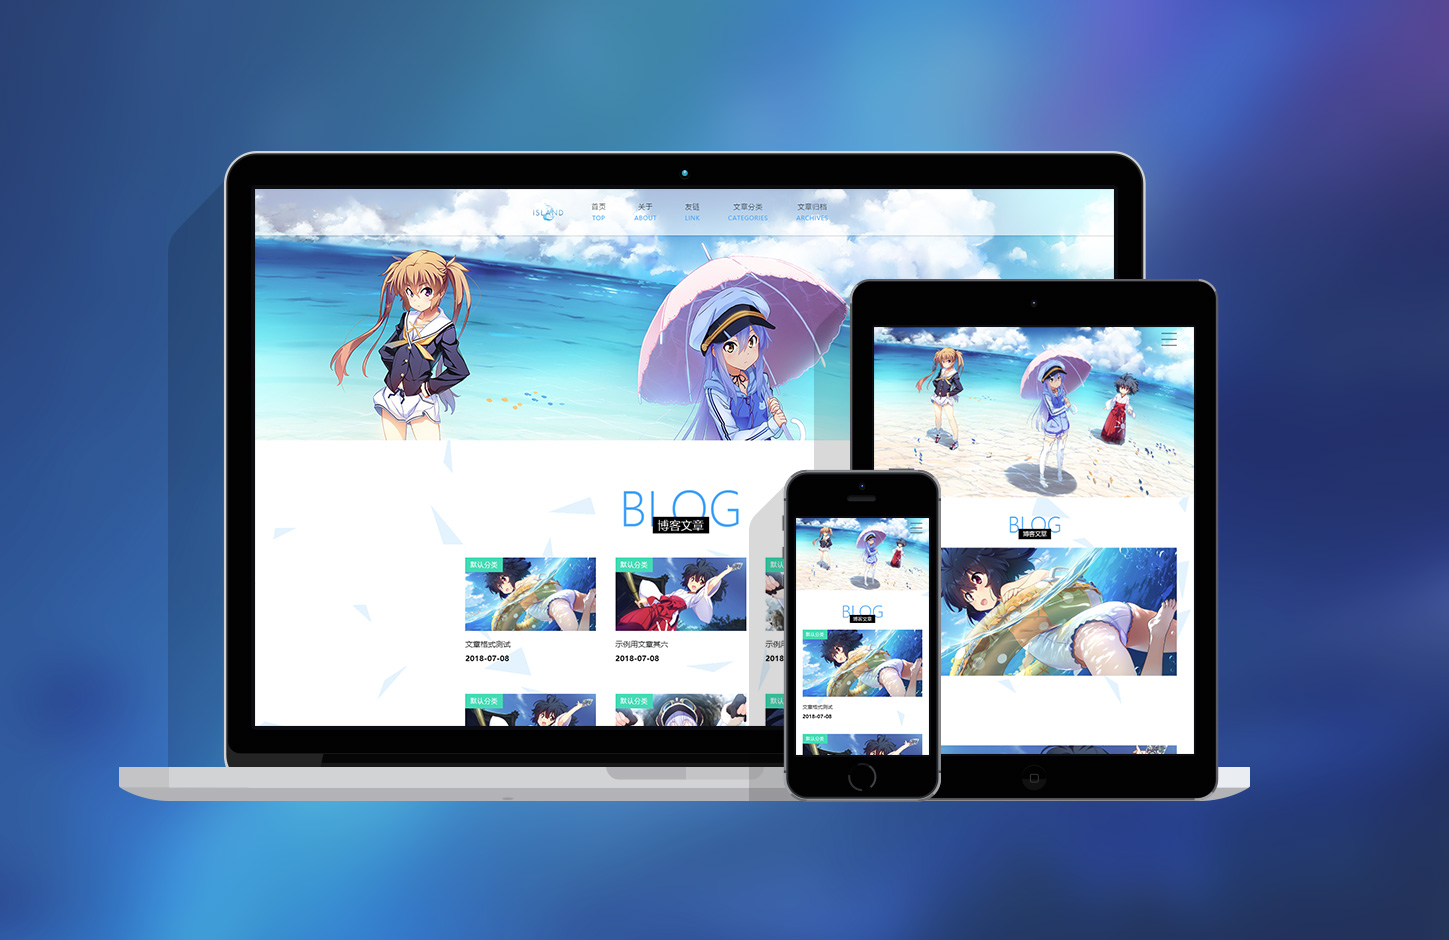 ISLAND
首页
TOP
关于
ABOUT
友链
LINK
文章分类
CATEGORIES
文章归档
ARCHIVES
BLOG
博客文章
默认分类
文章格式测试
2018-07-08
默认分类
示例用文章其六
2018-07-08
默认
示例
2018
默认分类
默认分类
默认
BLOG
博客文章
BLOG
博客文章
默认分类
文章格式测试
2018-07-08
默认分类